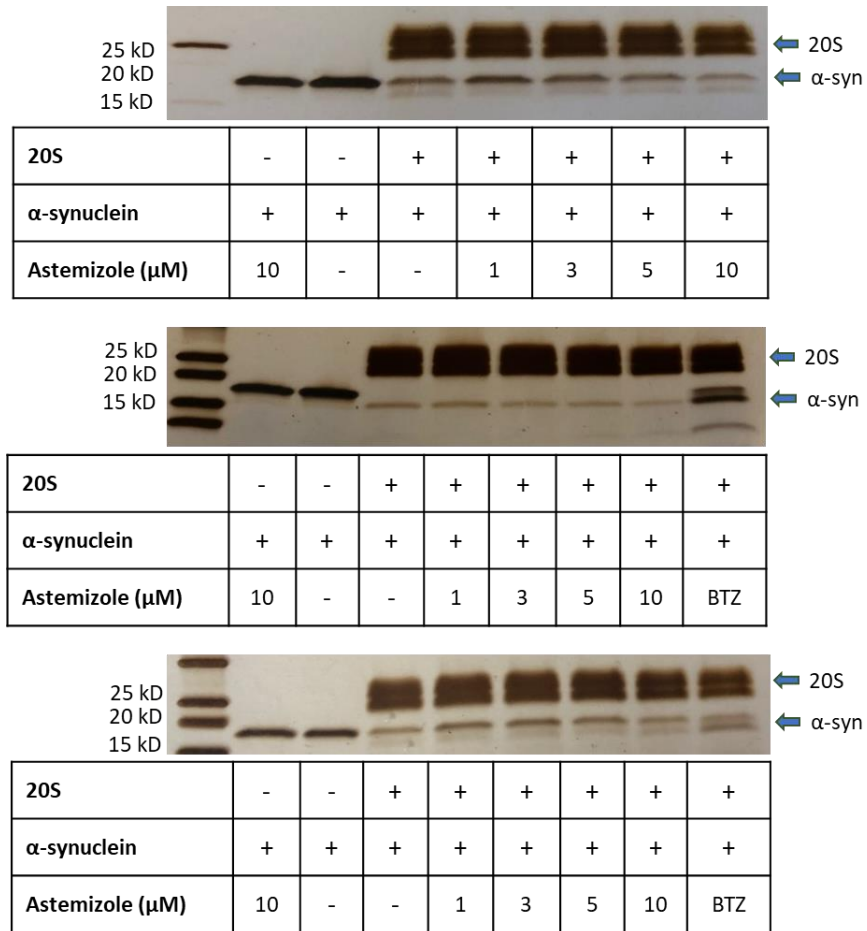 25 kD
20S
20 kD
α-syn
15 kD
20S - - + + + + +
α-synuclein + + + + + + +
Astemizole (μM) 10 - - 1 3 5 10
25 kD
20S
20 kD
15 kD
α-syn
20S - - + + + + + +
α-synuclein + + + + + + + +
Astemizole (μM) 10 - - 1 3 5 10 BTZ
20S
25 kD
20 kD
α-syn
15 kD
20S - - + + + + + +
α-synuclein + + + + + + + +
Astemizole (μM) 10 - - 1 3 5 10 BTZ